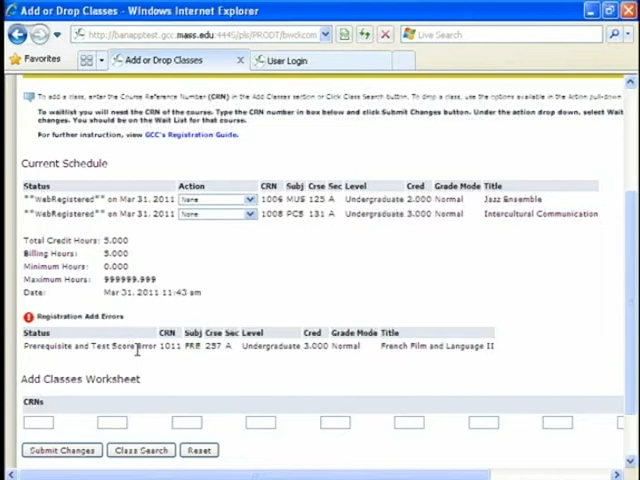 Add or Drop Classes - Windows Internet Explorer
http://banapptest.gcc.mass.edu:4445/pls/PRODT/bwckcom
Live Search
Favorites
Add or Drop Classes
User Login
To add a class, enter the Course Reference Number (CRN) in the Add Classes section or Click Class Search button. To drop a class, use the options available in the Action pull-down
To waitlist you will need the CRN of the course. Type the CRN number in box below and click Submit Changes button. Under the action drop down, select Wait
changes. You should be on the Wait List for that course.
For further instruction, view GCC's Registration Guide.
Current Schedule
Status Action CRN Subj Crse Sec Level Cred Grade Mode Title
**WebRegistered** on Mar 31, 2011 None 1006 MUS 125 A Undergraduate 2.000 Normal Jazz Ensemble
**WebRegistered** on Mar 31, 2011 None 1008 PCS 131 A Undergraduate 3.000 Normal Intercultural Communication
Total Credit Hours: 5.000
Billing Hours: 5.000
Minimum Hours: 0.000
Maximum Hours: 999999.999
Date: Mar 31, 2011 11:43 am
Registration Add Errors
Status CRN Subj Crse Sec Level Cred Grade Mode Title
Prerequisite and Test Score error 1011 FRE 257 A Undergraduate 3.000 Normal French Film and Language II
Add Classes Worksheet
CRNs
Submit Changes Class Search Reset